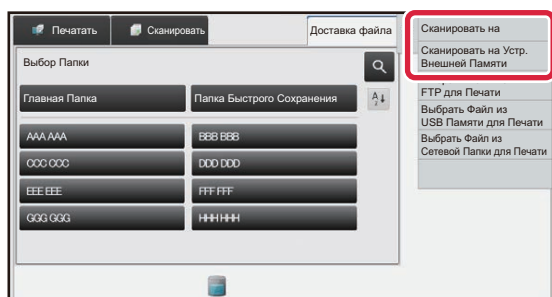 Печатать
Сканировать
Доставка файла
Выбор Папки
Главная Папка
Папка Быстрого Сохранения
AAA AAA
BBB BBB
CCC CCC
DDD DDD
EEE EEE
FFF FFF
GGG GGG
HHH HHH
Сканировать на
Сканировать на Устр.
Внешней Памяти
FTP для Печати
Выбрать Файл из
USB Памяти для Печати
Выбрать Файл из
Сетевой Папки для Печати